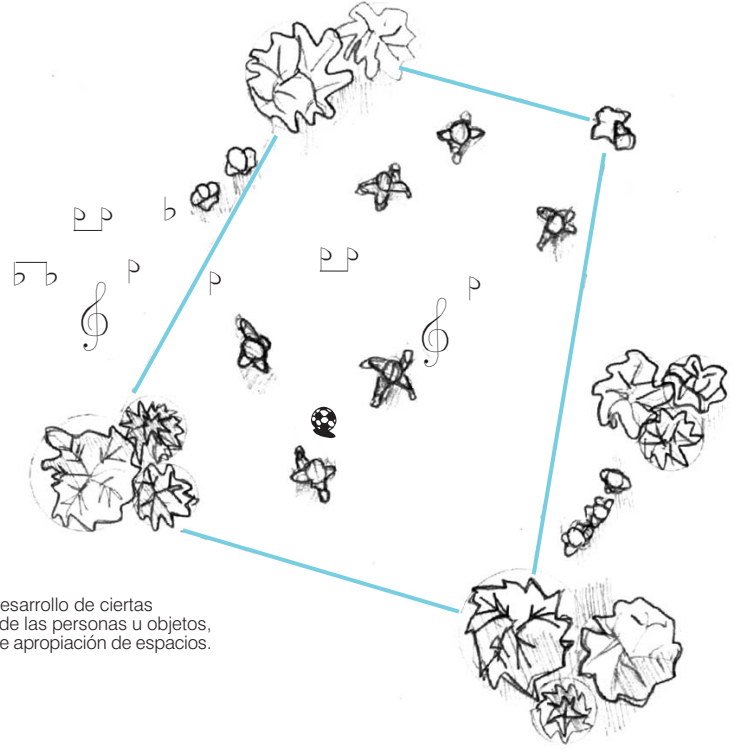 esarrollo de ciertas
de las personas u objetos,
e apropiación de espacios.